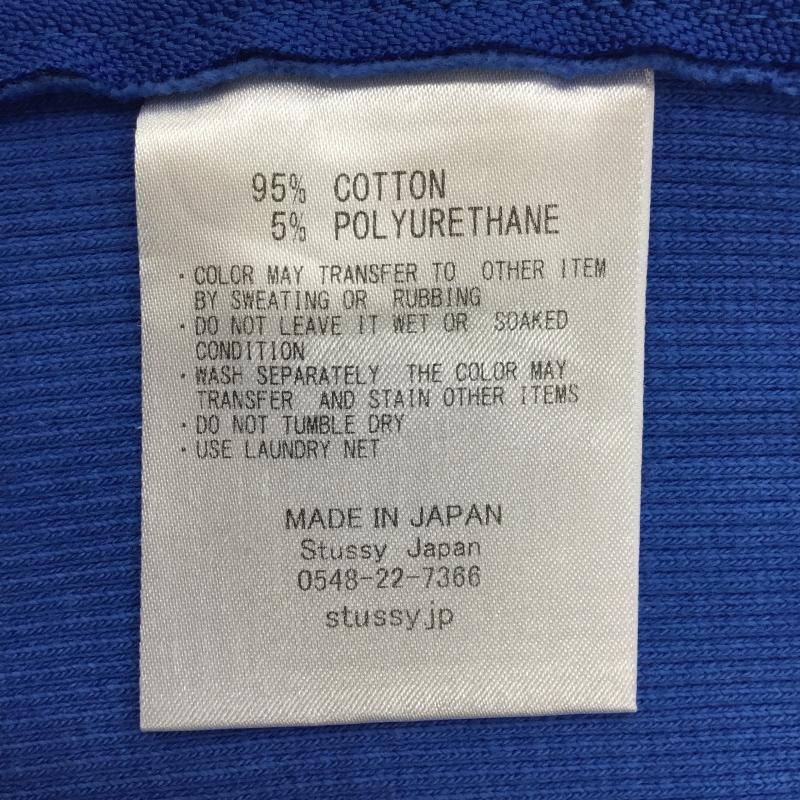 95% COTTON
5% POLYURETHANE
・COLOR MAY TRANSFER TO OTHER ITEM
BY SWEATING OR RUBBING
・DO NOT LEAVE IT WET OR SOAKED
CONDITION
・WASH SEPARATELY THE COLOR MAY
TRANSFER AND STAIN OTHER ITEMS
・DO NOT TUMBLE DRY
・USE LAUNDRY NET
MADE IN JAPAN
Stussy Japan
0548-22-7366
stussy.jp